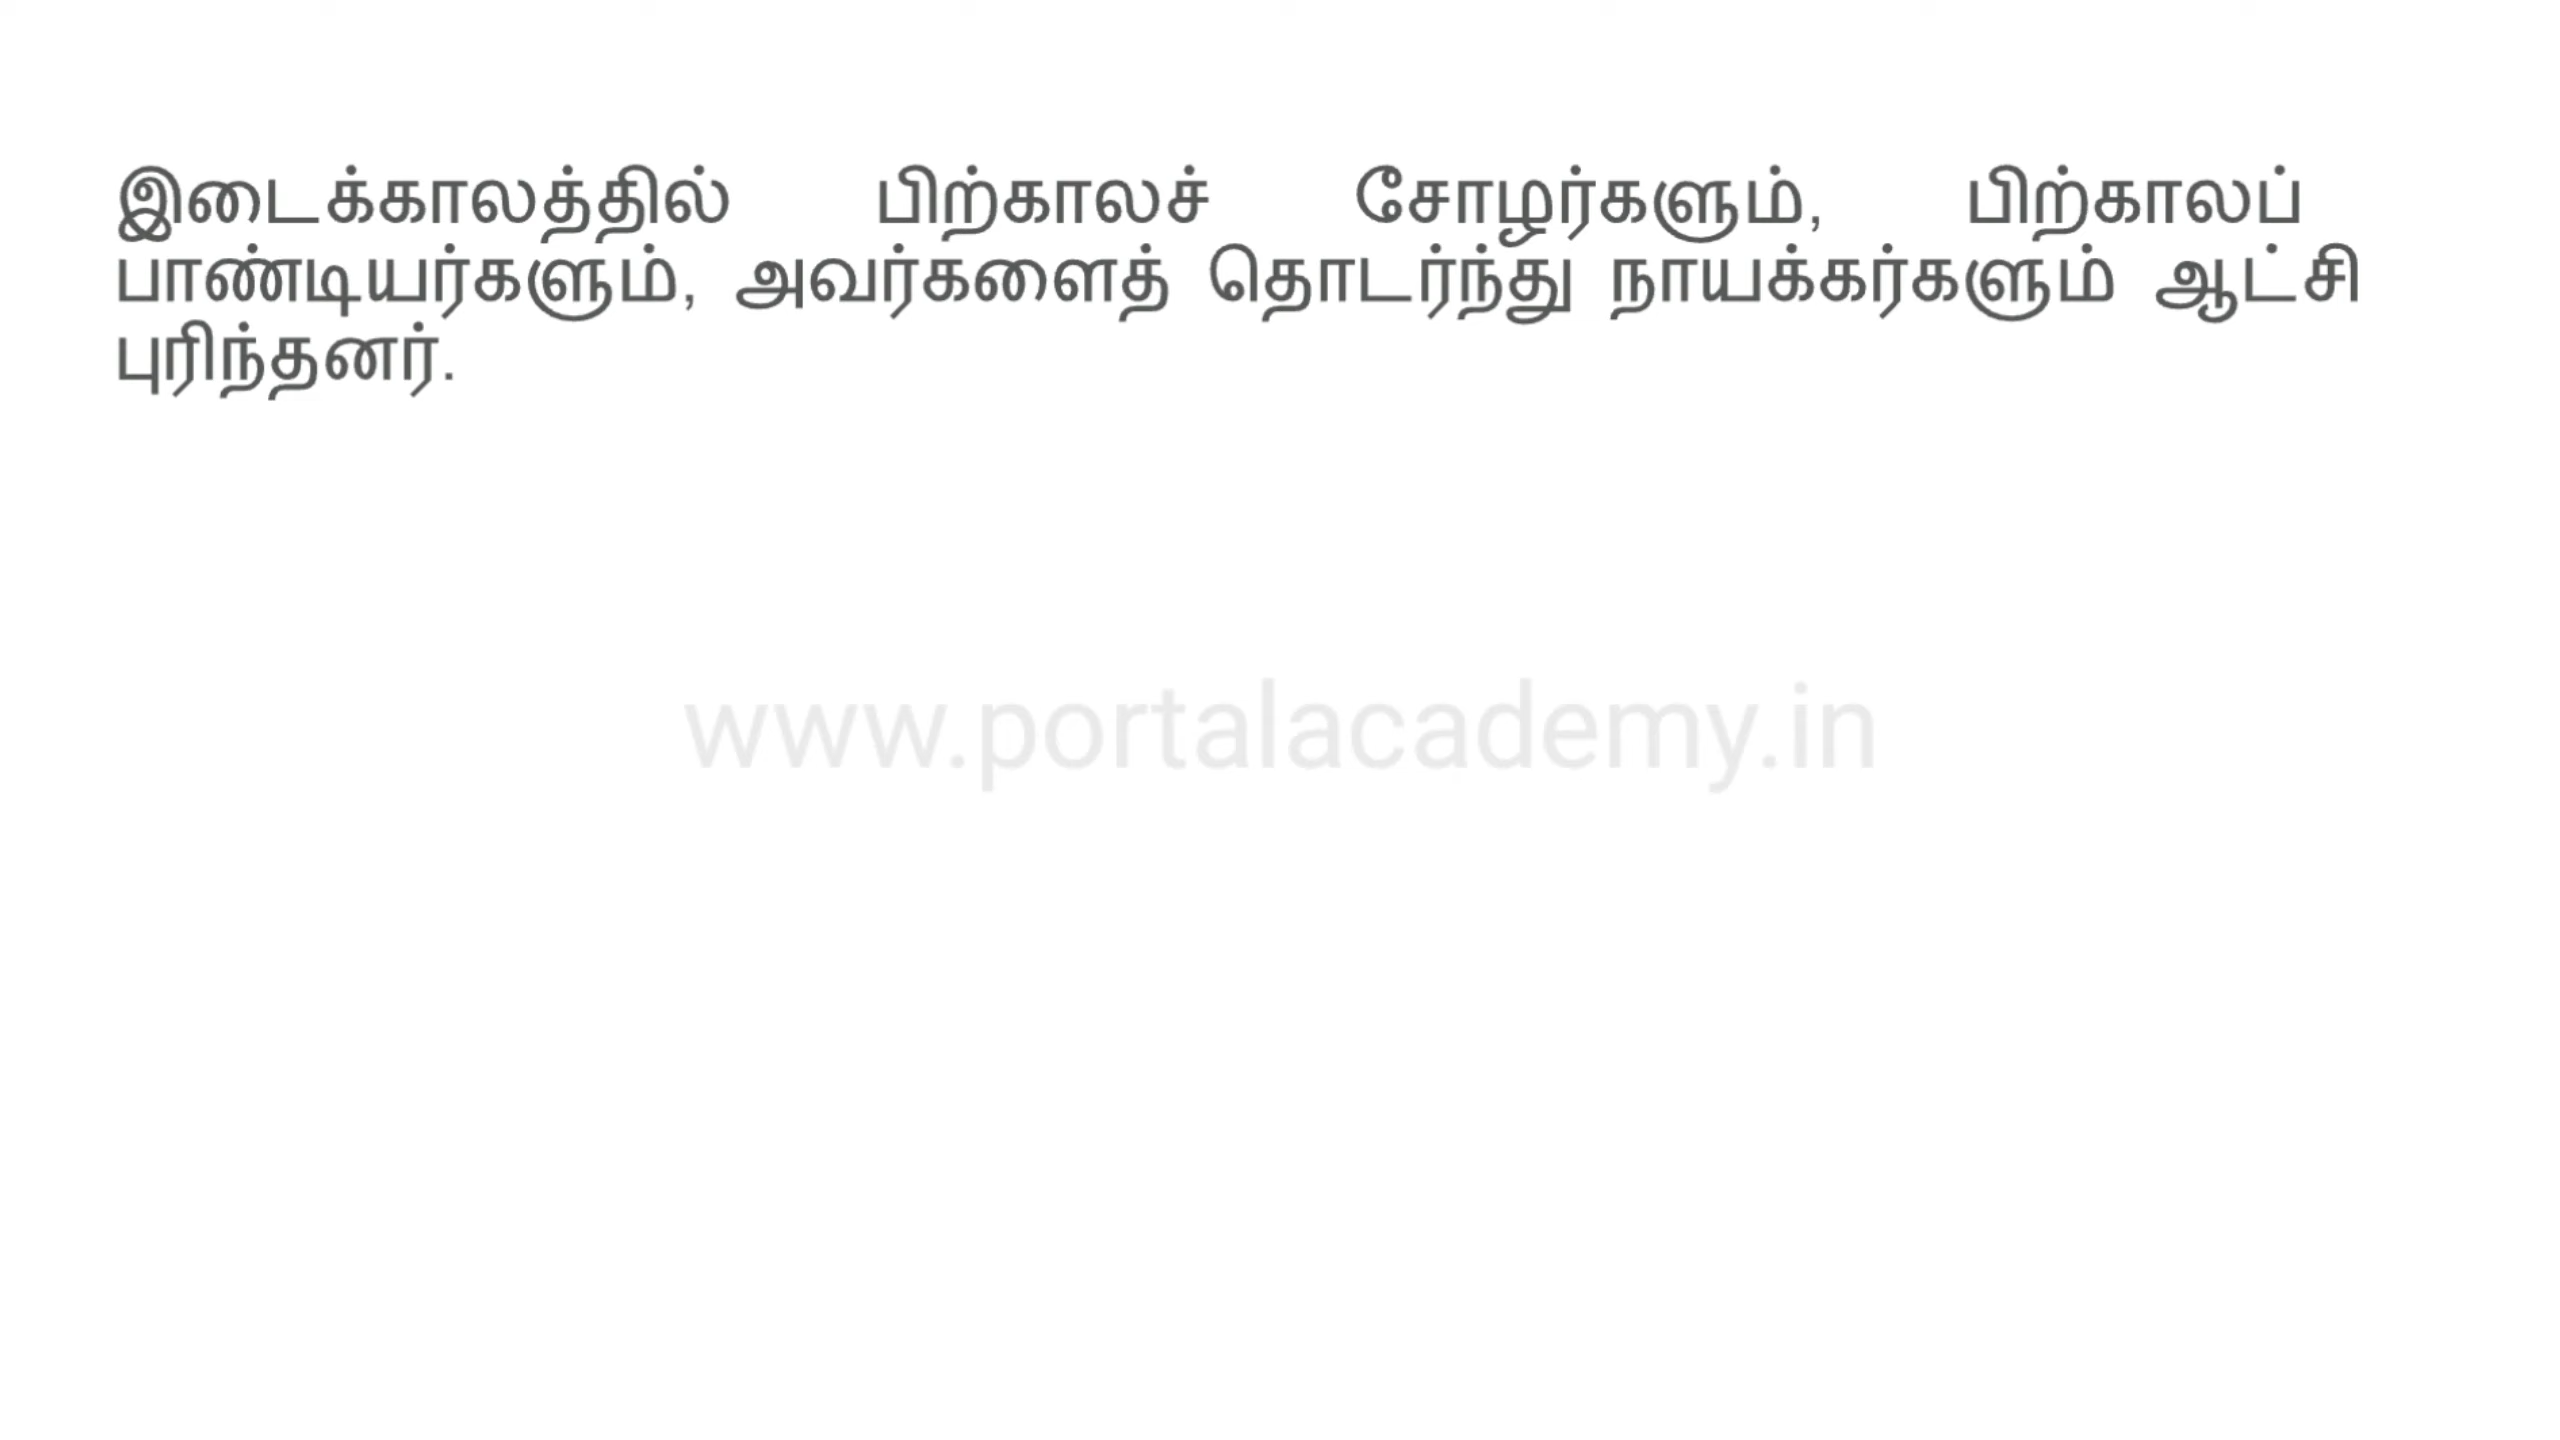 இடைக்காலத்தில் பிற்காலச் சோழர்களும், பிற்காலப்
பாண்டியர்களும், அவர்களைத் தொடர்ந்து நாயக்கர்களும் ஆட்சி
புரிந்தனர்.
www.portalacademy.in